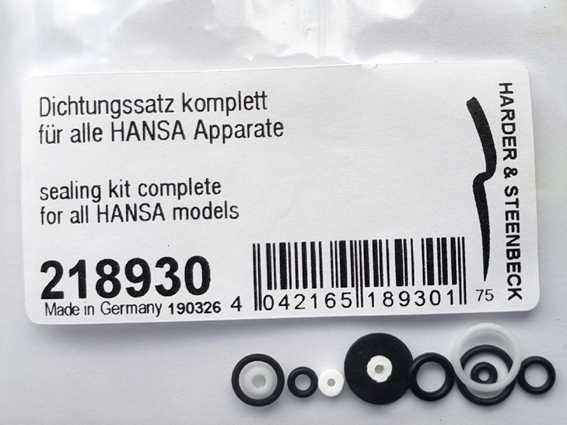 Dichtungssatz komplett
für alle HANSA Apparate
sealing kit complete
for all HANSA models
218930
Made in Germany 190326
4 042165 189301 75
HARDER & STEENBECK